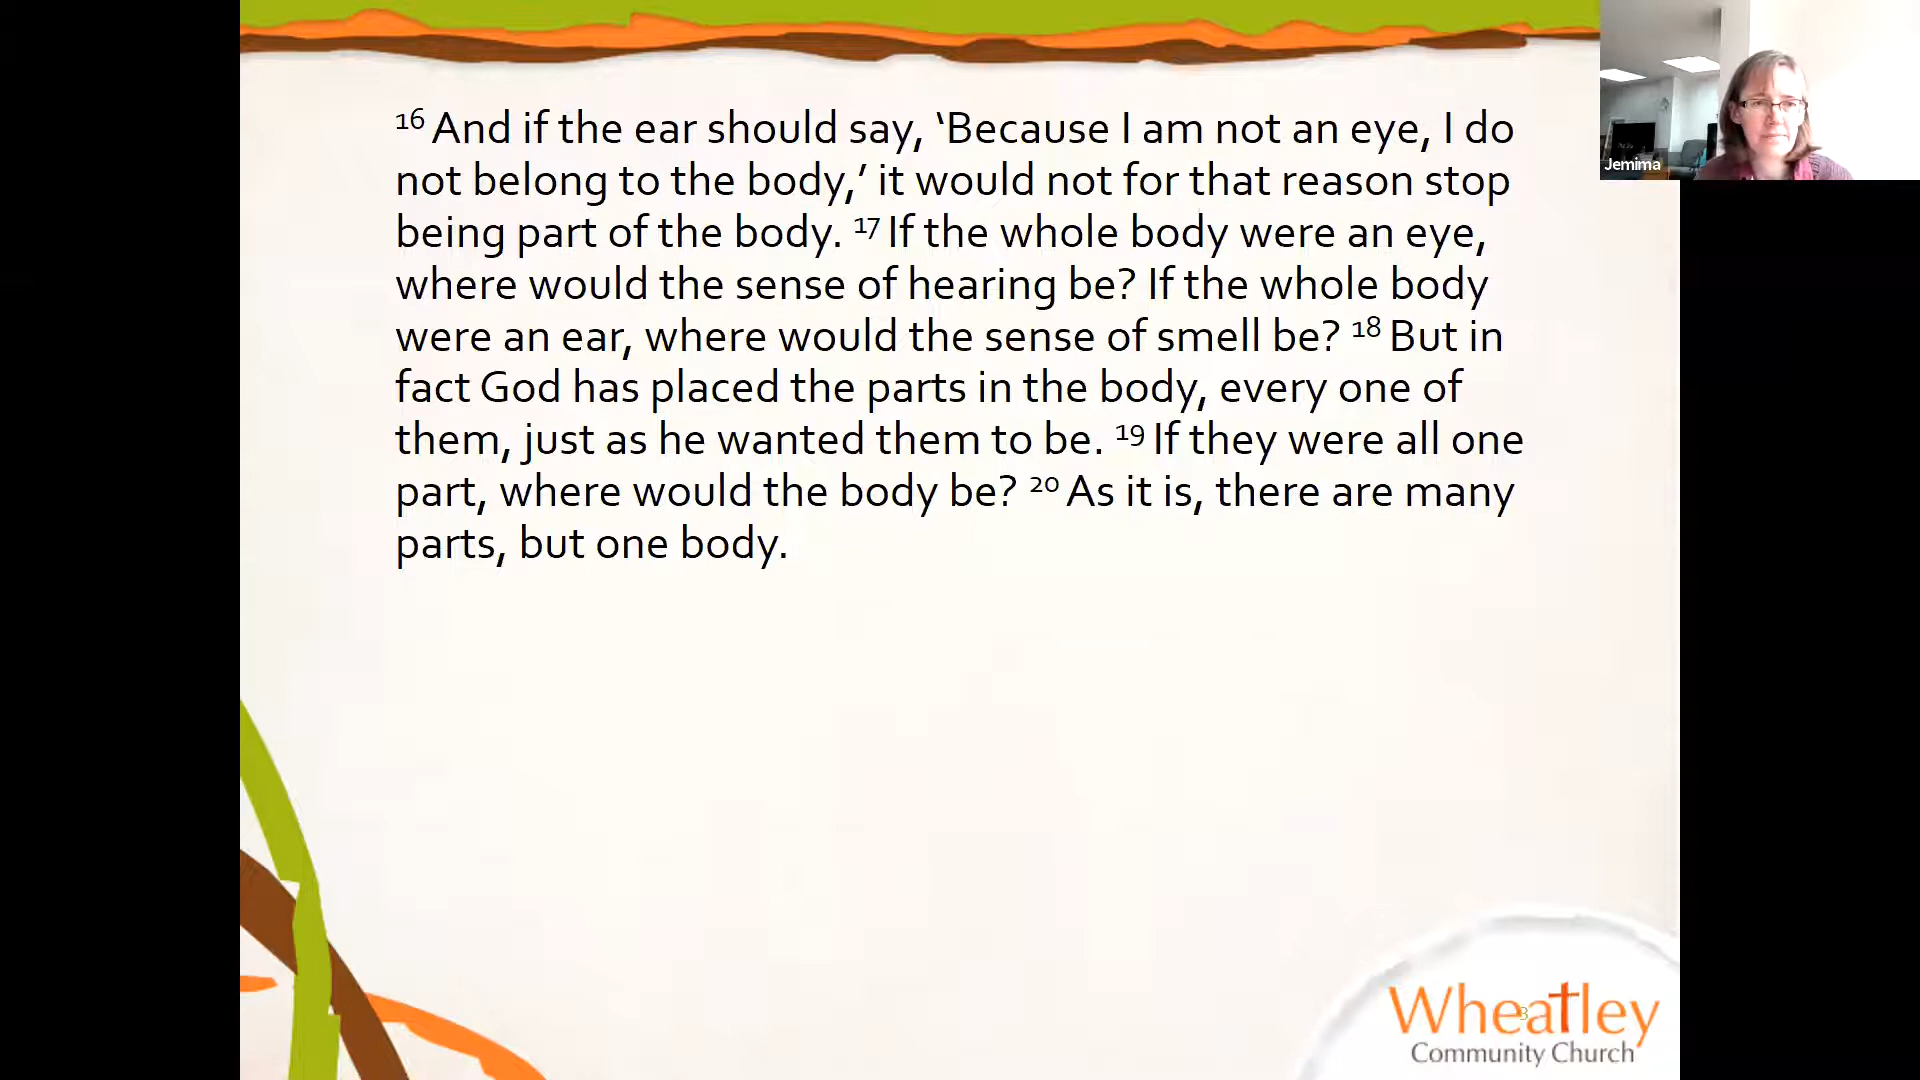 ¹⁶ And if the ear should say, ‘Because I am not an eye, I do
not belong to the body,’ it would not for that reason stop
being part of the body. ¹⁷ If the whole body were an eye,
where would the sense of hearing be? If the whole body
were an ear, where would the sense of smell be? ¹⁸ But in
fact God has placed the parts in the body, every one of
them, just as he wanted them to be. ¹⁹ If they were all one
part, where would the body be? ²⁰ As it is, there are many
parts, but one body.
Jemima
Wheatley
3
Community Church